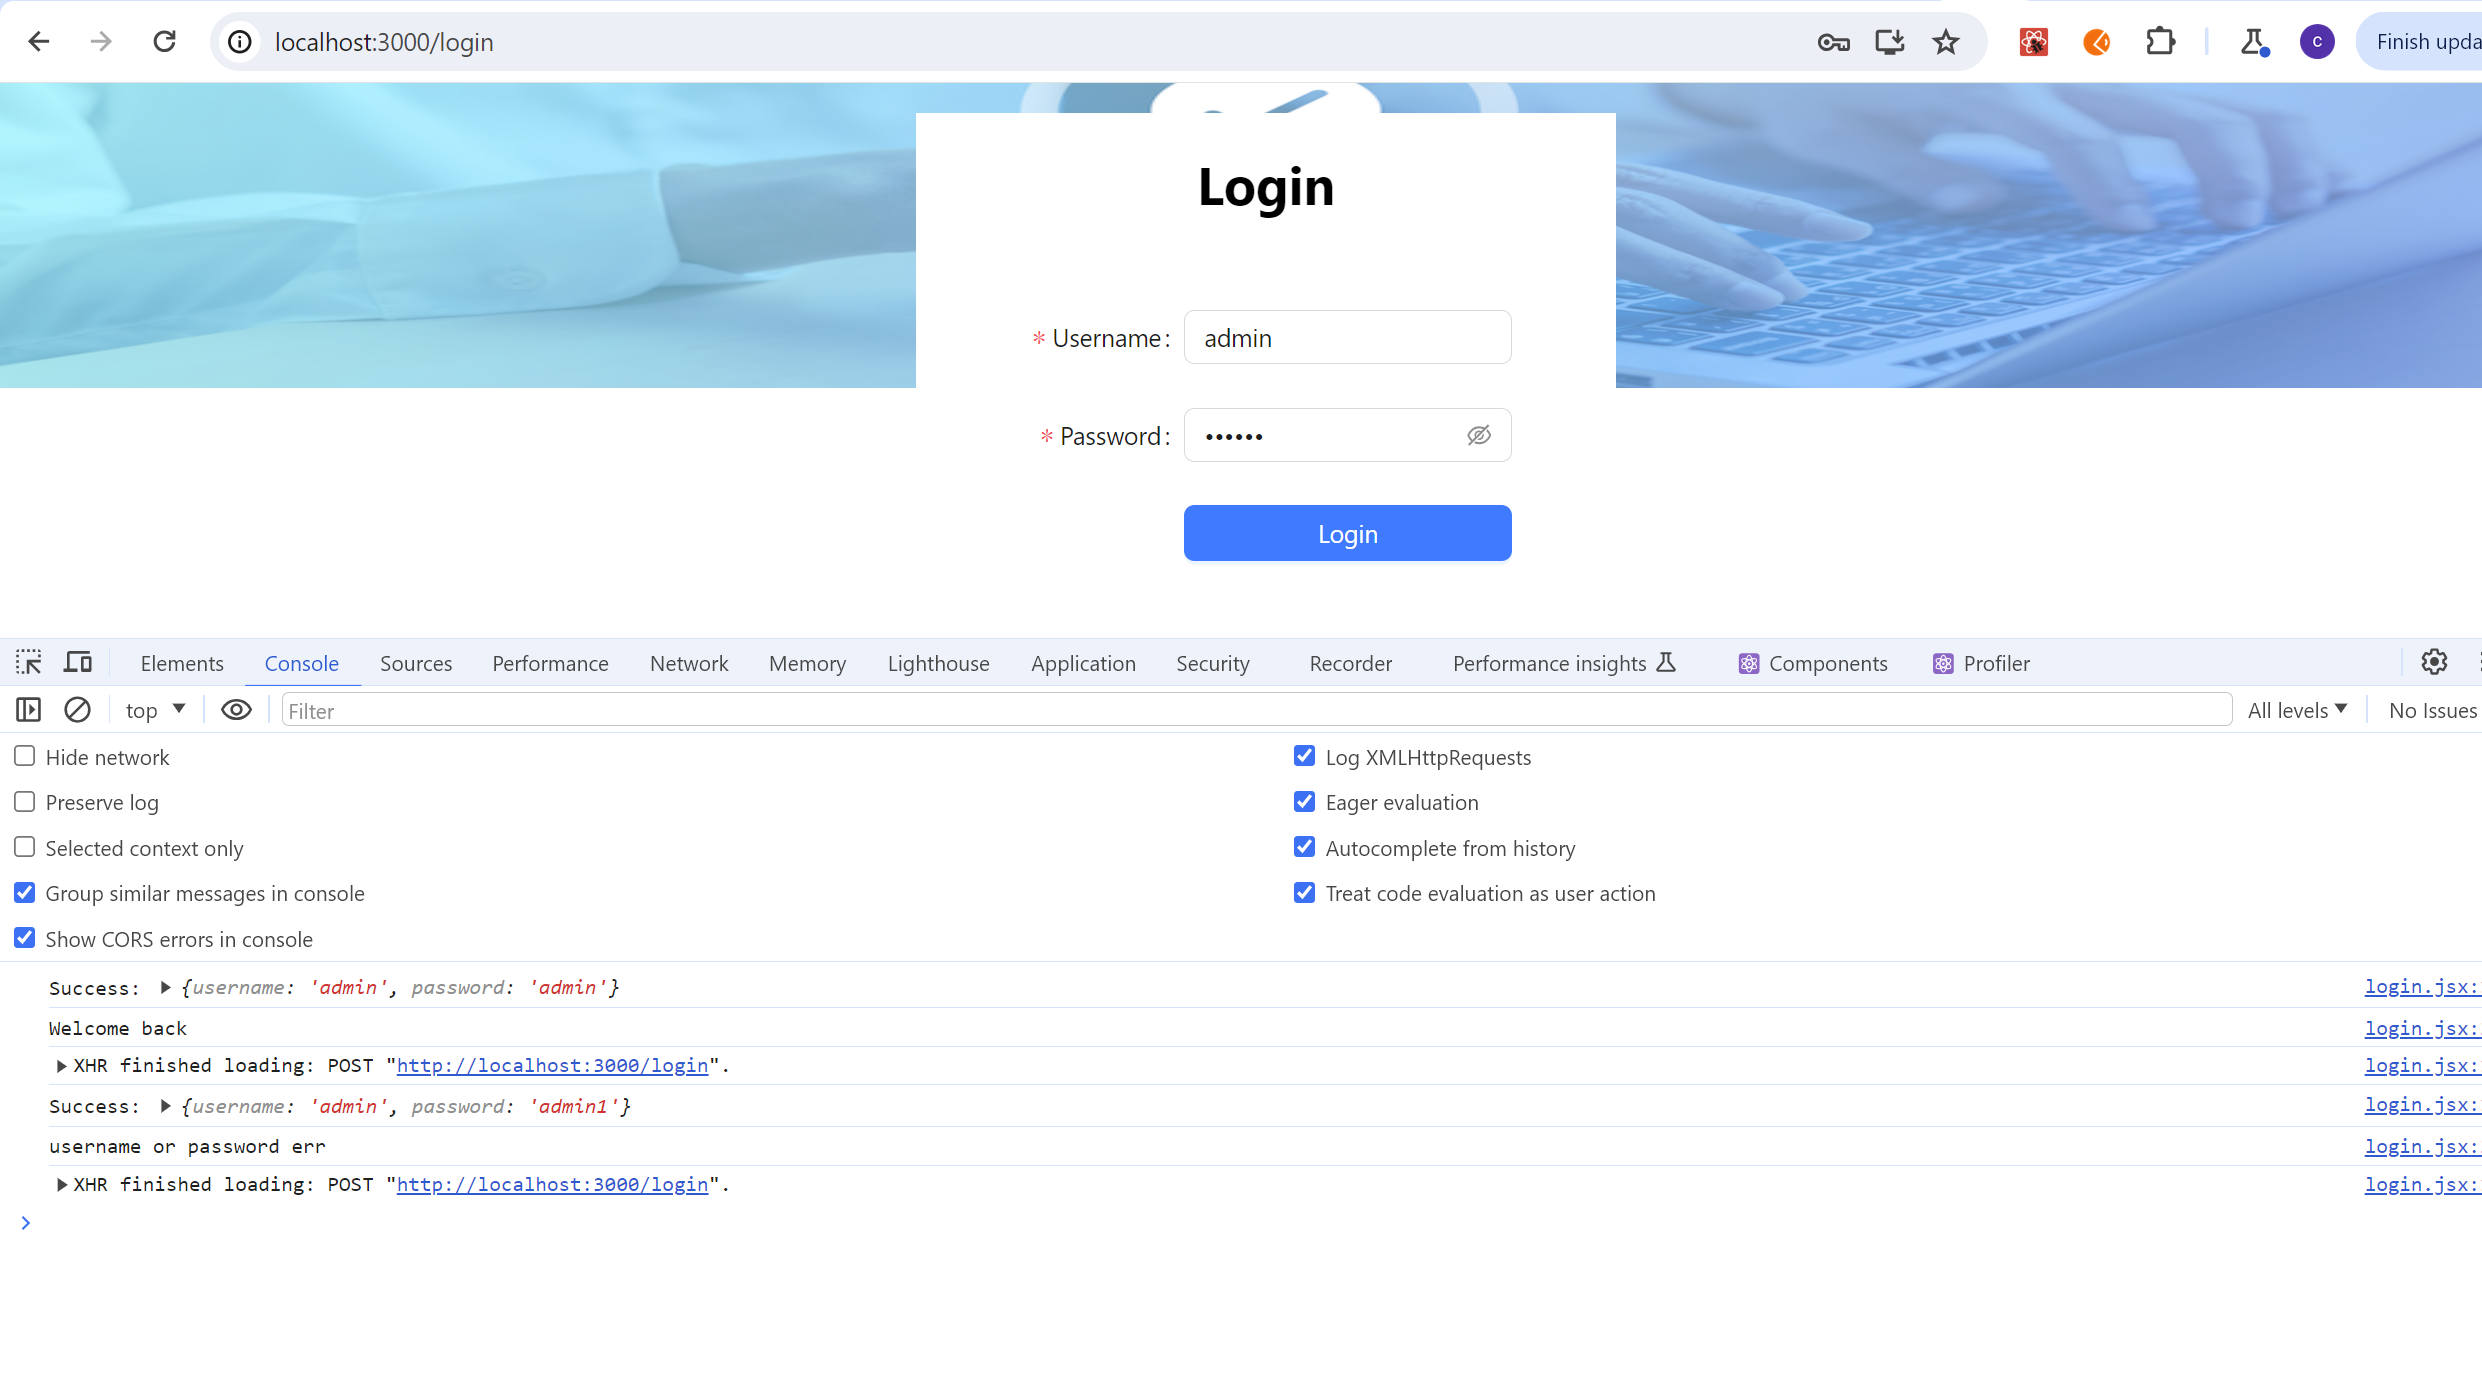 localhost:3000/login
C
Finish upda
Login
* Username: admin
* Password: ••••••
Login
Elements Console Sources Performance Network Memory Lighthouse Application Security Recorder Performance insights Components Profiler
top Filter All levels No Issues
Hide network Log XMLHttpRequests
Preserve log Eager evaluation
Selected context only Autocomplete from history
Group similar messages in console Treat code evaluation as user action
Show CORS errors in console
Success: {username: 'admin', password: 'admin'} login.jsx:
Welcome back login.jsx:
XHR finished loading: POST "http://localhost:3000/login". login.jsx:
Success: {username: 'admin', password: 'admin1'} login.jsx:
username or password err login.jsx:
XHR finished loading: POST "http://localhost:3000/login". login.jsx: